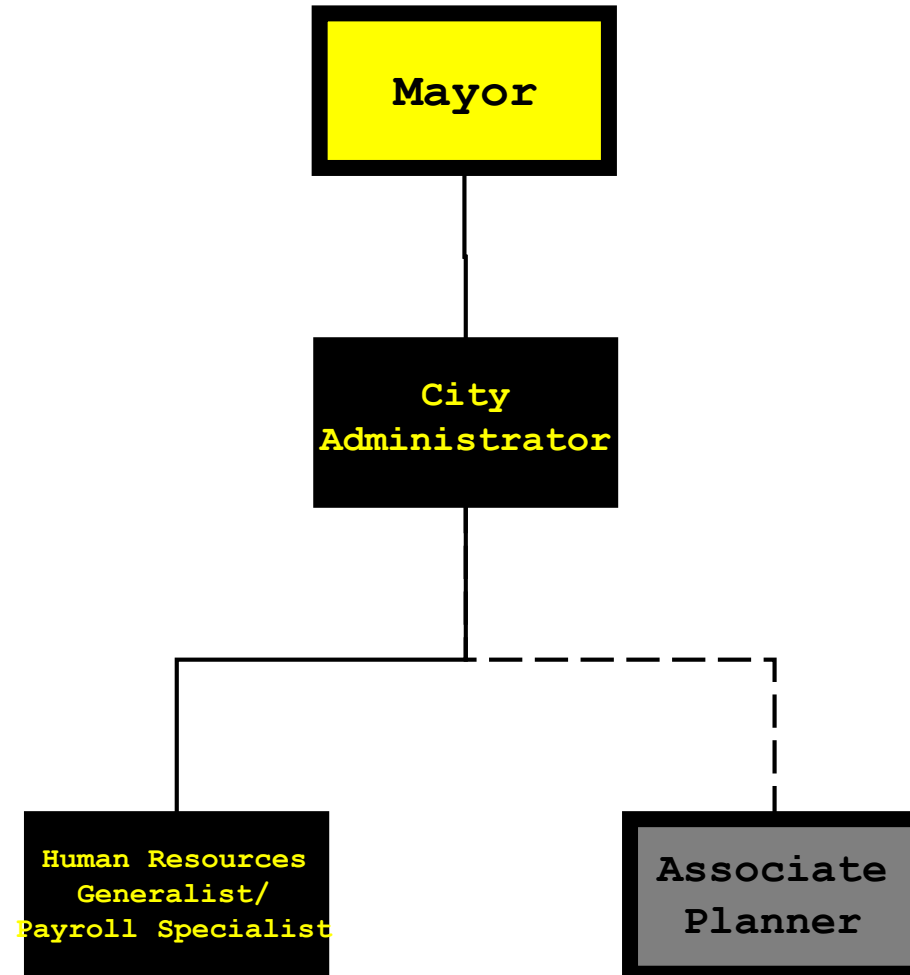 Mayor
City
Administrator
Human Resources
Generalist/
Payroll Specialist
Associate
Planner